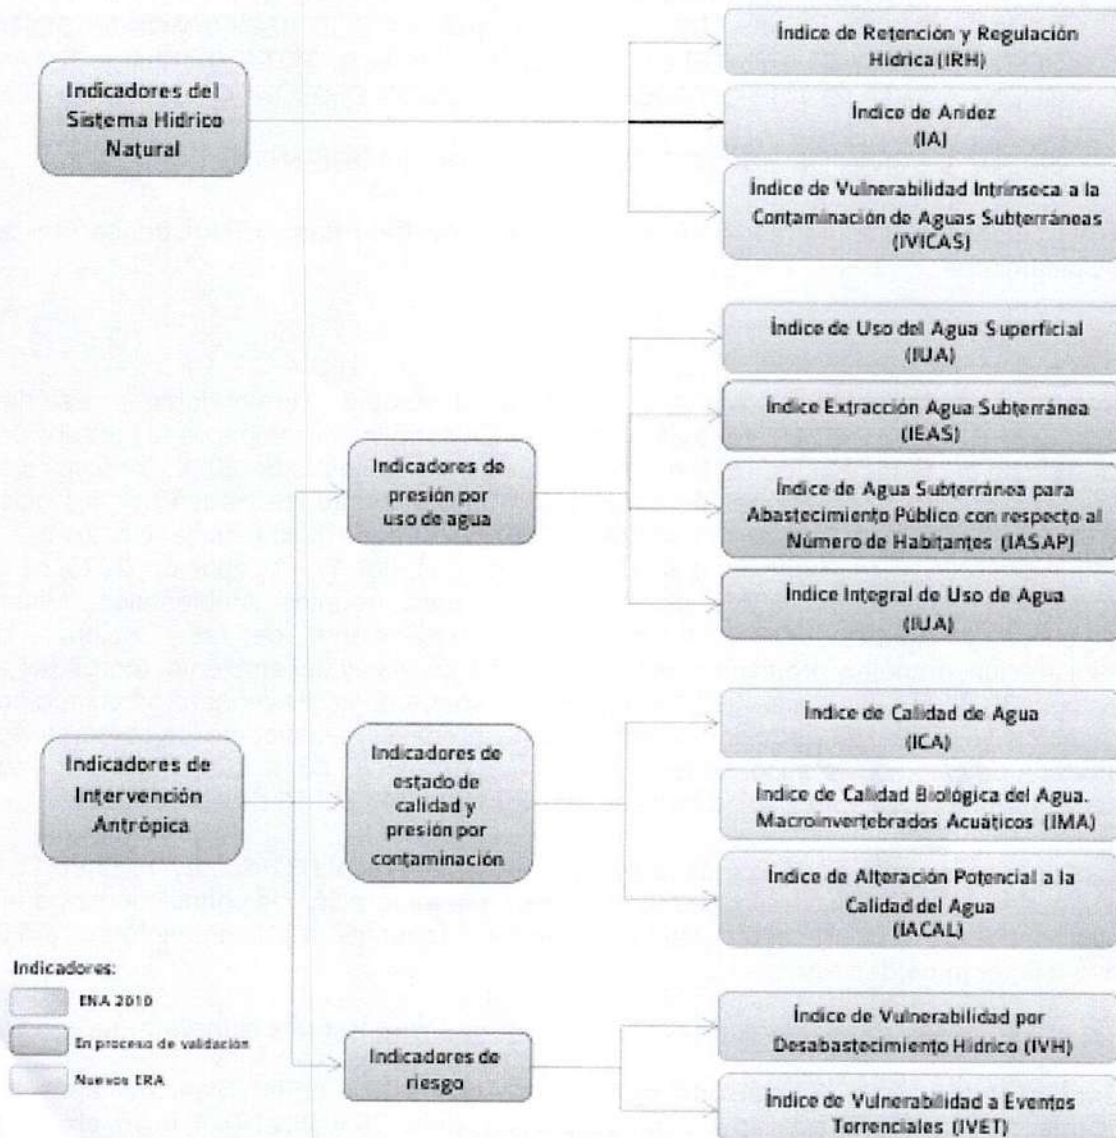 Indicadores del
Sistema Hídrico
Natural
Índice de Retención y Regulación
Hídrica (IRH)
Índice de Aridez
(IA)
Índice de Vulnerabilidad Intrínseca a la
Contaminación de Aguas Subterráneas
(IVICAS)
Índice de Uso del Agua Superficial
(IUA)
Índice Extracción Agua Subterránea
(IEAS)
Indicadores de
presión por
uso de agua
Índice de Agua Subterránea para
Abastecimiento Público con respecto al
Número de Habitantes (IASAP)
Índice Integral de Uso de Agua
(IUA)
Indicadores de
Intervención
Antrópica
Indicadores de
estado de
calidad y
presión por
contaminación
Índice de Calidad de Agua
(ICA)
Índice de Calidad Biológica del Agua.
Macroinvertebrados Acuáticos (IMA)
Índice de Alteración Potencial a la
Calidad del Agua
(IACAL)
Indicadores de
riesgo
Índice de Vulnerabilidad por
Desabastecimiento Hídrico (IVH)
Índice de Vulnerabilidad a Eventos
Torrenciales (IVET)
Indicadores:
ENA 2010
En proceso de validación
Nuevos ERA